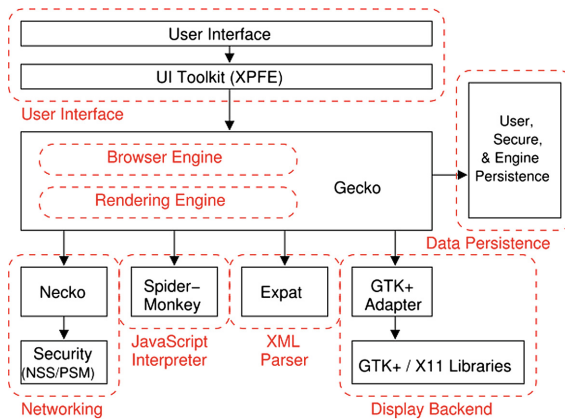 User Interface
UI Toolkit (XPFE)
User Interface
User,
Secure,
& Engine
Persistence
Data Persistence
Browser Engine
Rendering Engine
Gecko
Necko
Security
(NSS/PSM)
Networking
Spider–
Monkey
JavaScript
Interpreter
Expat
XML
Parser
GTK+
Adapter
GTK+ / X11 Libraries
Display Backend